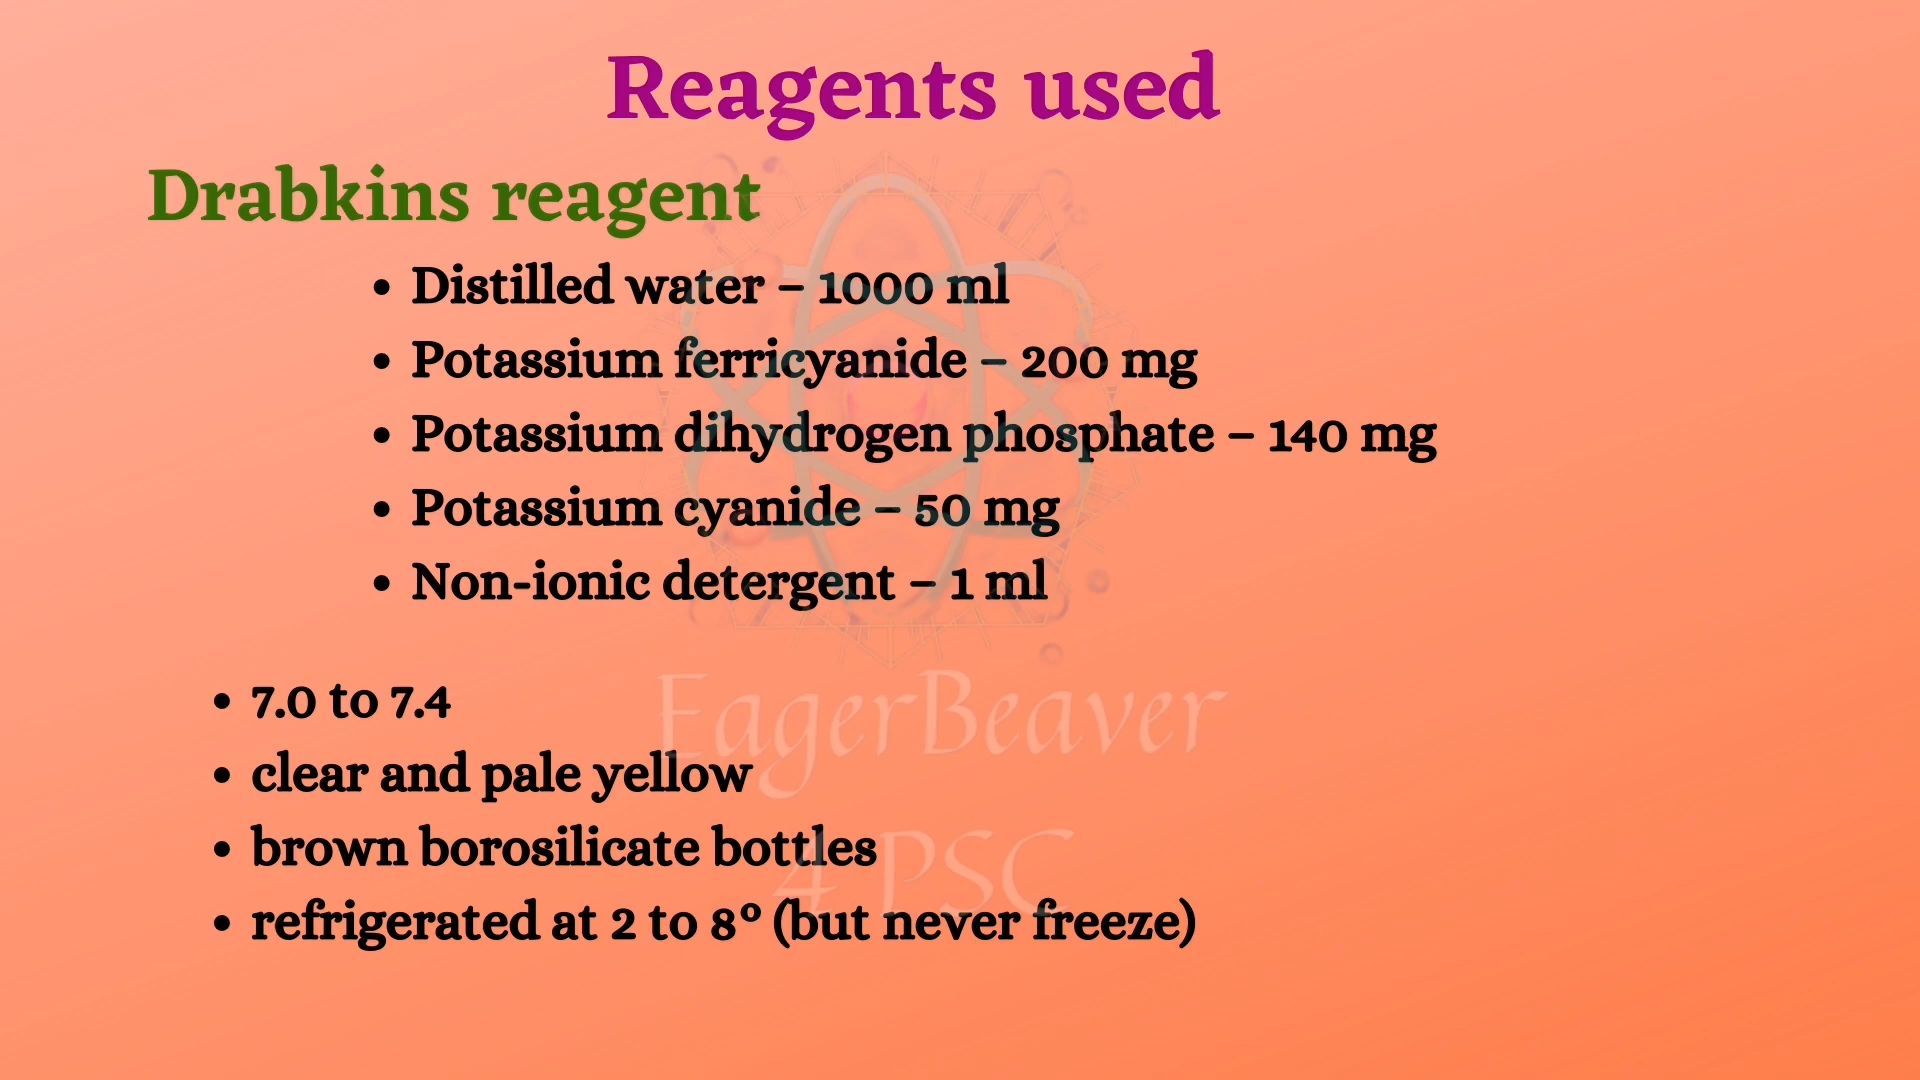 Reagents used
Drabkins reagent
• Distilled water – 1000 ml
• Potassium ferricyanide – 200 mg
• Potassium dihydrogen phosphate – 140 mg
• Potassium cyanide – 50 mg
• Non-ionic detergent – 1 ml
• 7.0 to 7.4
EagerBeaver
• clear and pale yellow
• brown borosilicate bottles
4 PSC
• refrigerated at 2 to 8° (but never freeze)